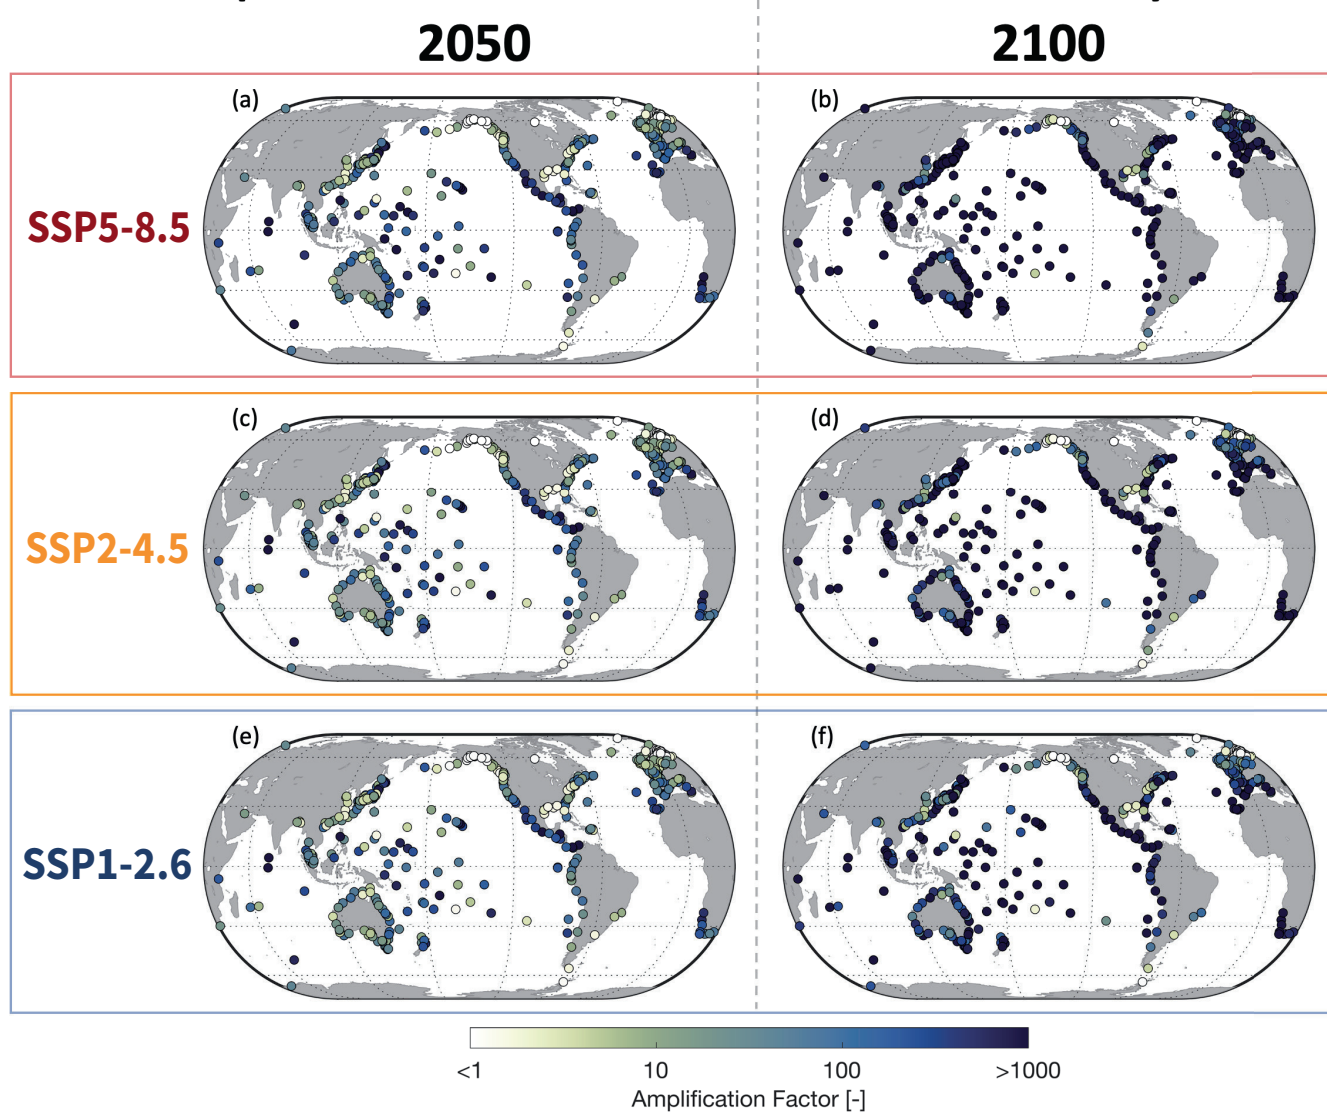 2050 2100
(a) (b)
SSP5-8.5
(c) (d)
SSP2-4.5
(e) (f)
SSP1-2.6
<1 10 100 >1000
Amplification Factor [-]